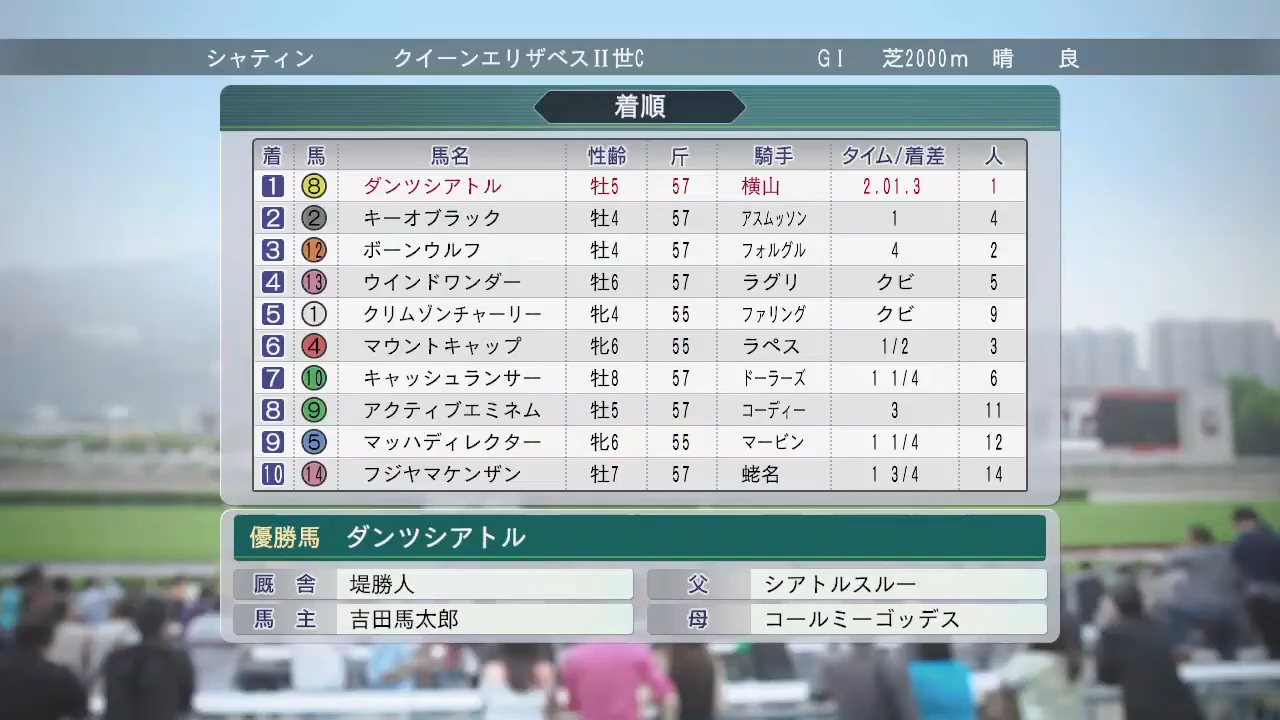 シャティン クイーンエリザベスⅡ世C GⅠ 芝2000m 晴 良
着順
着 馬 馬名 性齢 斤 騎手 タイム/着差 人
1 8 ダンツシアトル 牡5 57 横山 2.01.3 1
2 2 キーオブラック 牡4 57 アスムッソン 1 4
3 12 ボーンウルフ 牡4 57 フォルグル 4 2
4 13 ウインドワンダー 牡6 57 ラグリ クビ 5
5 1 クリムゾンチャーリー 牝4 55 ファリング クビ 9
6 4 マウントキャップ 牝6 55 ラペス 1/2 3
7 10 キャッシュランサー 牡8 57 ドーラーズ 1 1/4 6
8 9 アクティブエミネム 牡5 57 コーディー 3 11
9 5 マッハディレクター 牝6 55 マービン 1 1/4 12
10 14 フジヤマケンザン 牡7 57 蛯名 1 3/4 14
優勝馬 ダンツシアトル
厩舎 堤勝人 父 シアトルスルー
馬主 吉田馬太郎 母 コールミーゴッデス